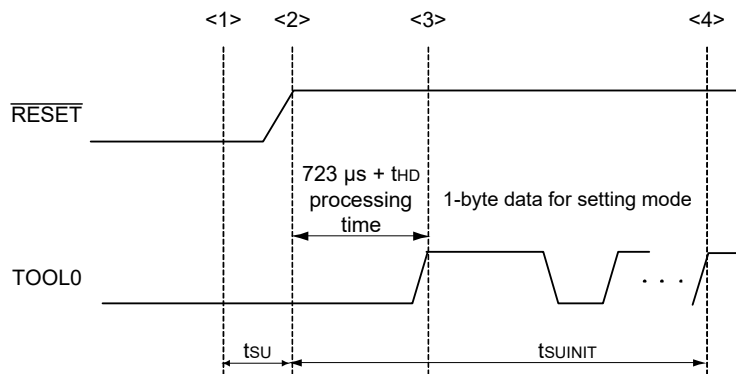 <1> <2> <3> <4>
RESET
723 µs + tHD
processing
time
1-byte data for setting mode
TOOL0
. . .
tSU
tSUINIT